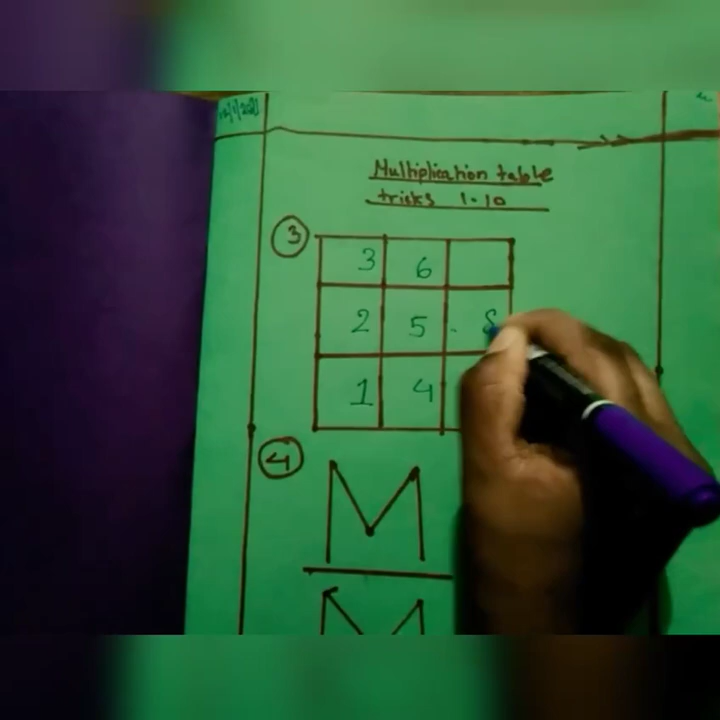 Multiplication table
tricks 1-10
3
3 6
2 5 8
1 4
4
M
M